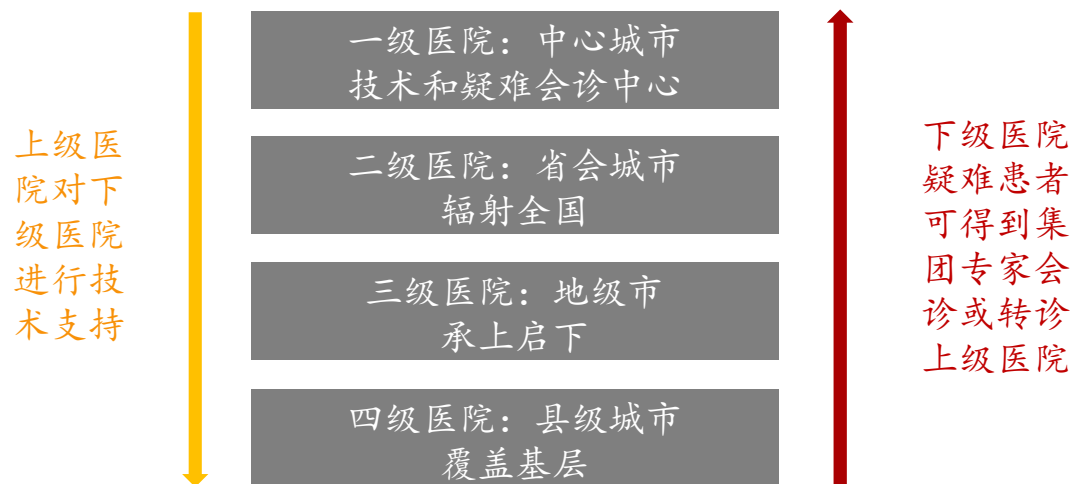 上级医
院对下
级医院
进行技
术支持
一级医院：中心城市
技术和疑难会诊中心
二级医院：省会城市
辐射全国
三级医院：地级市
承上启下
四级医院：县级城市
覆盖基层
下级医院
疑难患者
可得到集
团专家会
诊或转诊
上级医院